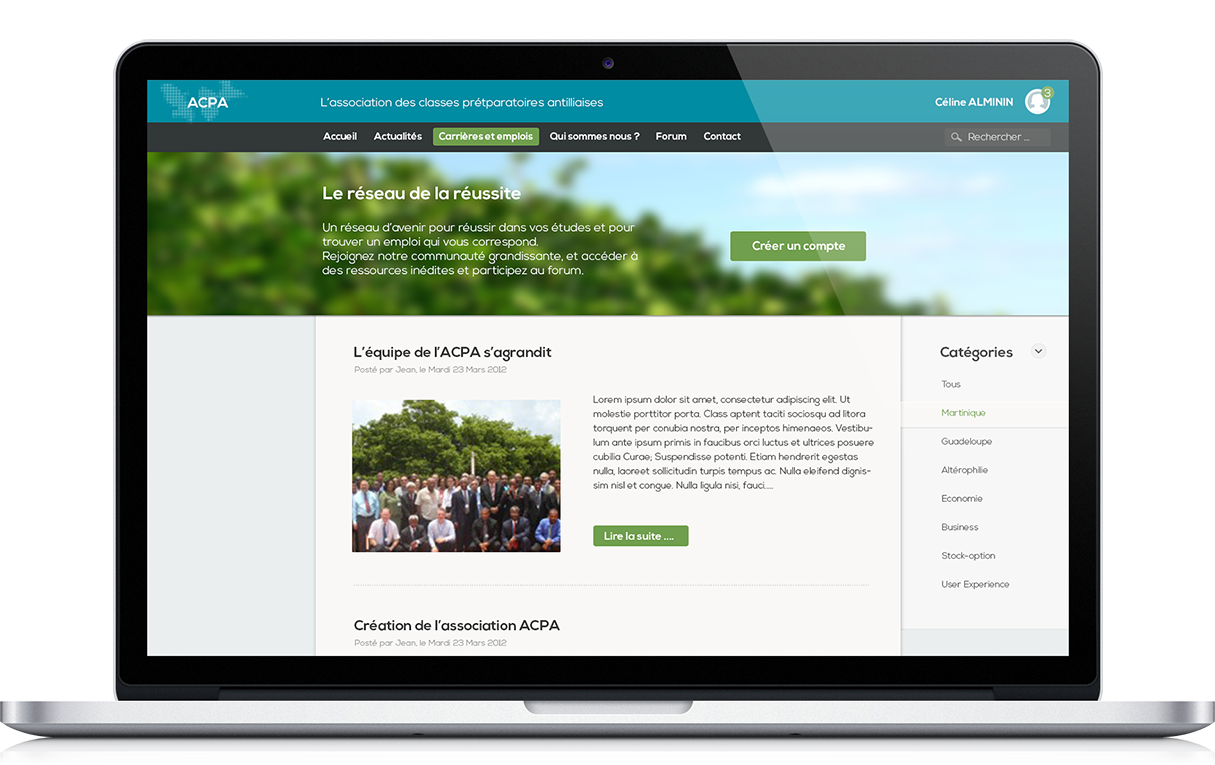 ACPA
L'association des classes prétparatoires antilliaises
Céline ALMININ
3
Accueil
Actualités
Carrières et emplois
Qui sommes nous ?
Forum
Contact
Rechercher ...
Le réseau de la réussite
Un réseau d'avenir pour réussir dans vos études et pour
trouver un emploi qui vous correspond.
Rejoignez notre communauté grandissante, et accéder à
des ressources inédites et participez au forum.
Créer un compte
L'équipe de l'ACPA s'agrandit
Posté par Jean, le Mardi 23 Mars 2012
Lorem ipsum dolor sit amet, consectetur adipiscing elit. Ut
molestie porttitor porta. Class aptent taciti sociosqu ad litora
torquent per conubia nostra, per inceptos himenaeos. Vestibu-
lum ante ipsum primis in faucibus orci luctus et ultrices posuere
cubilia Curae; Suspendisse potenti. Etiam hendrerit egestas
nulla, laoreet sollicitudin turpis tempus ac. Nulla eleifend dignis-
sim nisl et congue. Nulla ligula nisi, fauci.....
Lire la suite ....
Création de l'association ACPA
Posté par Jean, le Mardi 23 Mars 2012
Catégories
Tous
Martinique
Guadeloupe
Altérophilie
Economie
Business
Stock-option
User Experience